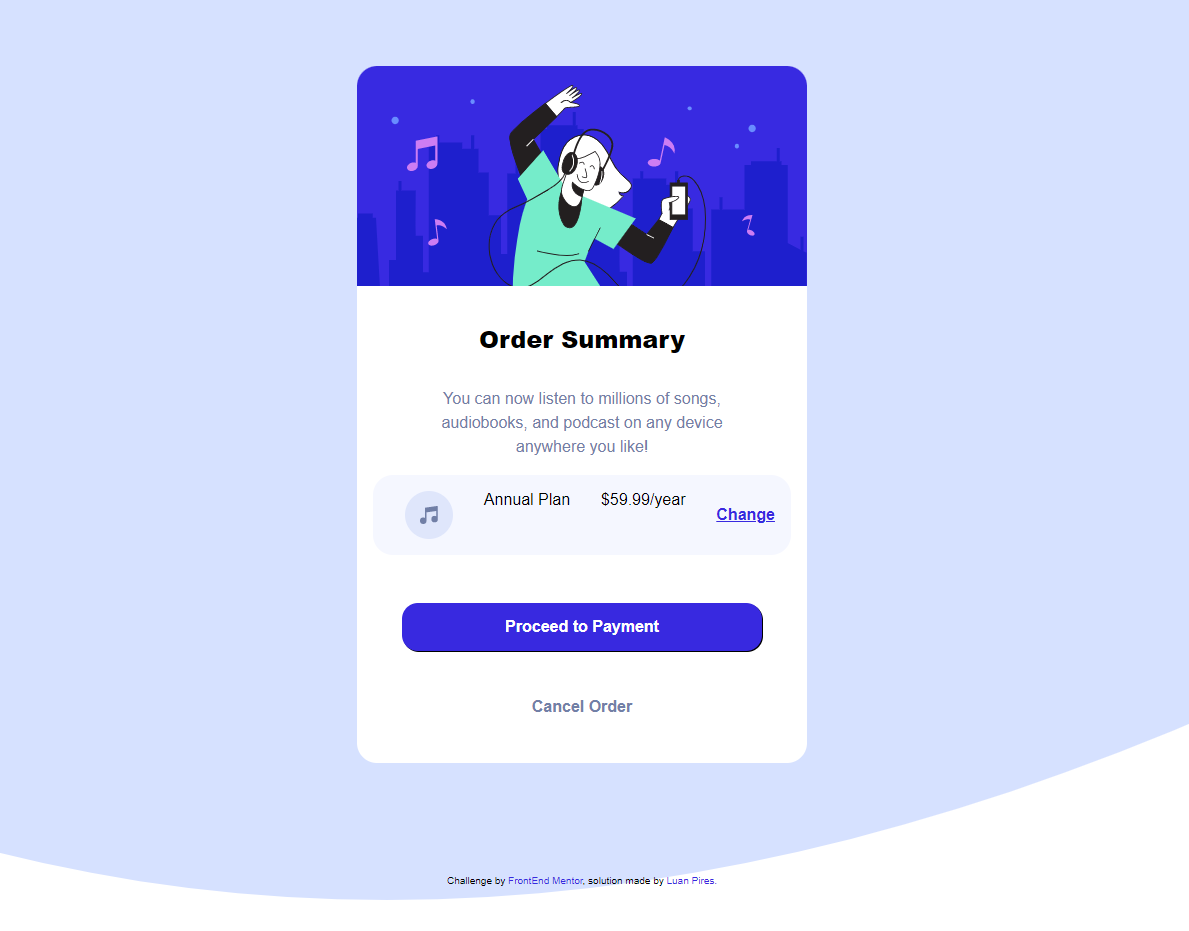 Order Summary
You can now listen to millions of songs,
audiobooks, and podcast on any device
anywhere you like!
Annual Plan $59.99/year Change
Proceed to Payment
Cancel Order
Challenge by FrontEnd Mentor, solution made by Luan Pires.